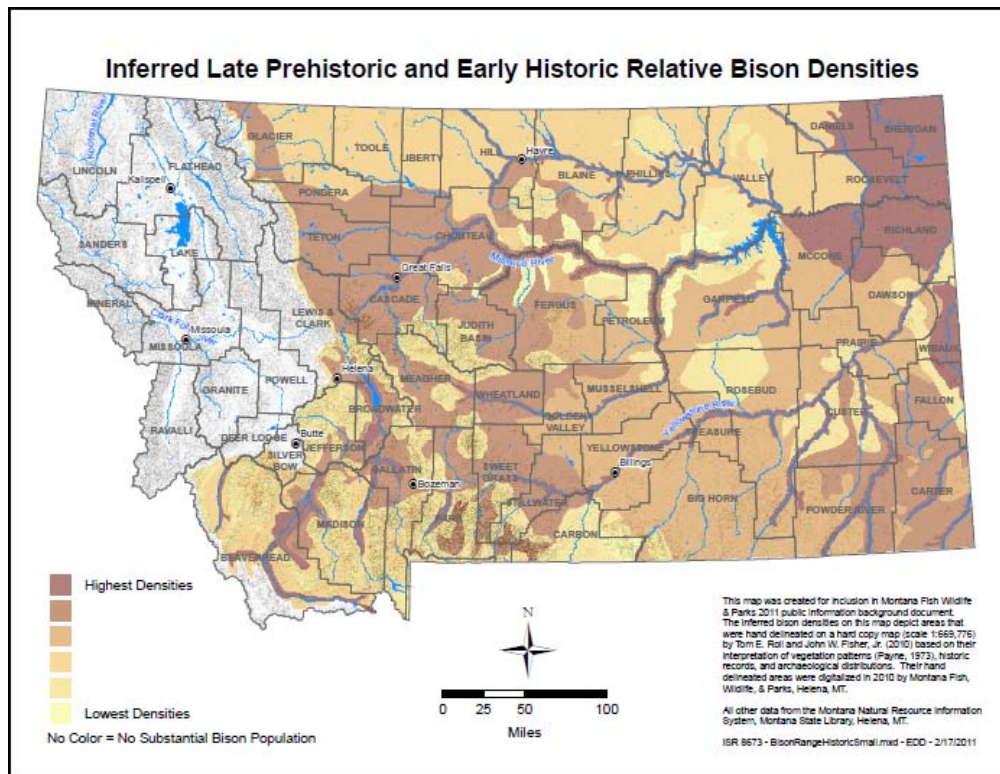 Inferred Late Prehistoric and Early Historic Relative Bison Densities
Kootenai River
LINCOLN
FLATHEAD
Kalispell
GLACIER
TOOLE
LIBERTY
HILL
Havre
BLAINE
PHILLIPS
VALLEY
DANIELS
SHERIDAN
ROOSEVELT
PONDERA
SANDERS
LAKE
TETON
CHOUTEAU
Missouri River
RICHLAND
MCCONE
MINERAL
Great Falls
CASCADE
LEWIS &
CLARK
FERGUS
PETROLEUM
GARFIELD
DAWSON
Clark Fork River
Missoula
MISSOULA
JUDITH
BASIN
PRAIRIE
WIBAUX
Helena
POWELL
GRANITE
MEAGHER
BROADWATER
WHEATLAND
MUSSELSHELL
GOLDEN
VALLEY
ROSEBUD
Yellowstone River
TREASURE
CUSTER
FALLON
RAVALLI
DEER LODGE
Butte
SILVER
BOW
JEFFERSON
GALLATIN
Bozeman
SWEET
GRASS
YELLOWSTONE
Billings
STILLWATER
BIG HORN
POWDER RIVER
CARTER
MADISON
PARK
CARBON
BEAVERHEAD
Highest Densities
Lowest Densities
No Color = No Substantial Bison Population
N
0 25 50 100
Miles
This map was created for inclusion in Montana Fish Wildlife
& Parks 2011 public information background document.
The inferred bison densities on this map depict areas that
were hand delineated on a hard copy map (scale 1:669,776)
by Tom E. Roll and John W. Fisher, Jr. (2010) based on their
interpretation of vegetation patterns (Payne, 1973), historic
records, and archaeological distributions. Their hand
delineated areas were digitalized in 2010 by Montana Fish,
Wildlife, & Parks, Helena, MT.
All other data from the Montana Natural Resource Information
System, Montana State Library, Helena, MT.
ISR 8673 - BisonRangeHistoricSmall.mxd - EDD - 2/17/2011